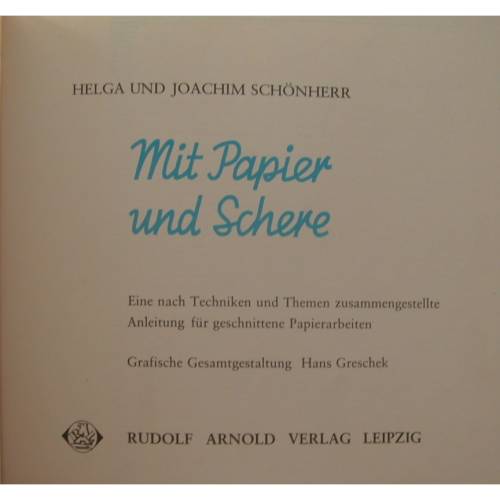 HELGA UND JOACHIM SCHÖNHERR
Mit Papier
und Schere
Eine nach Techniken und Themen zusammengestellte
Anleitung für geschnittene Papierarbeiten
Grafische Gesamtgestaltung Hans Greschek
RUDOLF ARNOLD VERLAG LEIPZIG